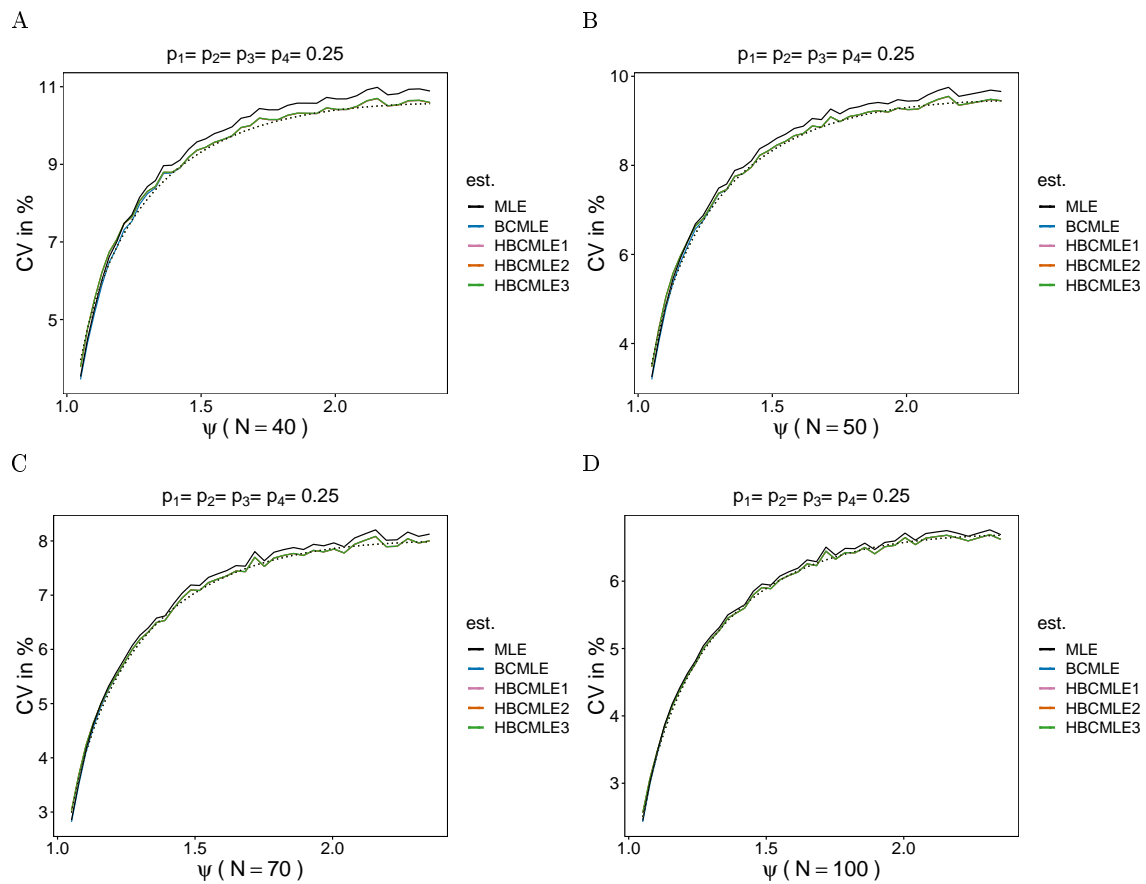 A
p1= p2= p3= p4= 0.25
CV in %
11
9
7
5
1.0
1.5
2.0
ψ ( N = 40 )
est.
MLE
BCMLE
HBCMLE1
HBCMLE2
HBCMLE3
B
p1= p2= p3= p4= 0.25
CV in %
10
8
6
4
1.0
1.5
2.0
ψ ( N = 50 )
est.
MLE
BCMLE
HBCMLE1
HBCMLE2
HBCMLE3
C
p1= p2= p3= p4= 0.25
CV in %
8
7
6
5
4
3
1.0
1.5
2.0
ψ ( N = 70 )
est.
MLE
BCMLE
HBCMLE1
HBCMLE2
HBCMLE3
D
p1= p2= p3= p4= 0.25
CV in %
6
5
4
3
1.0
1.5
2.0
ψ ( N = 100 )
est.
MLE
BCMLE
HBCMLE1
HBCMLE2
HBCMLE3